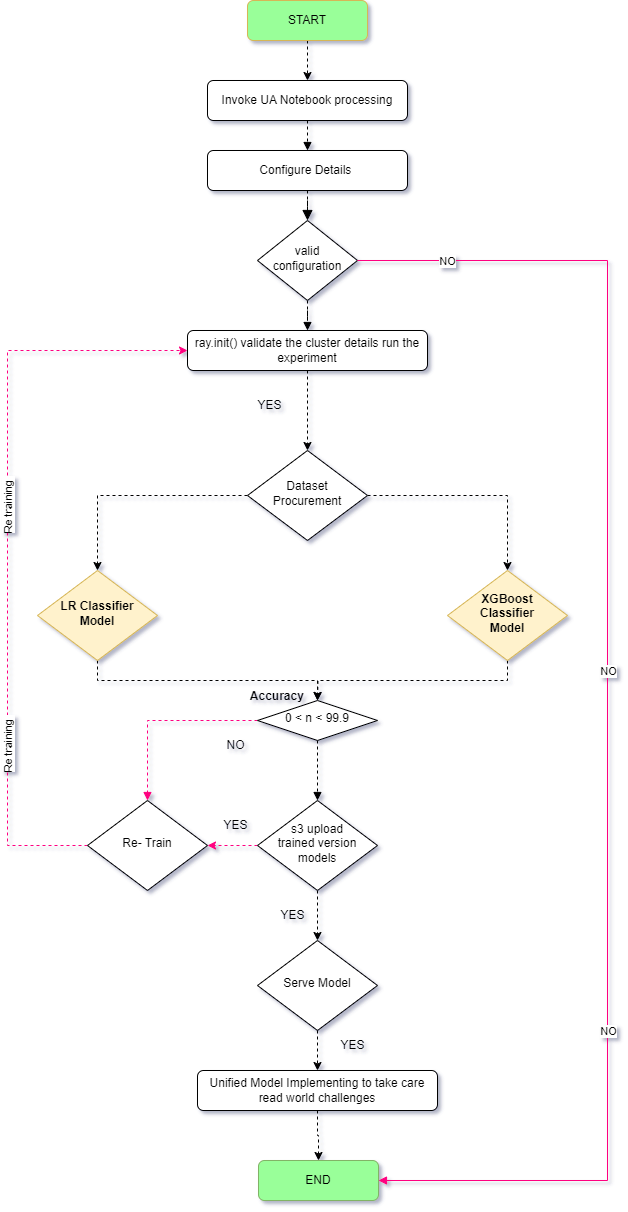 START
Invoke UA Notebook processing
Configure Details
valid
configuration
NO
ray.init() validate the cluster details run the
experiment
YES
Dataset
Procurement
Re training
LR Classifier
Model
XGBoost
Classifier
Model
NO
Accuracy
0 < n < 99.9
NO
Re training
YES
s3 upload
trained version
models
Re- Train
YES
Serve Model
NO
YES
Unified Model Implementing to take care
read world challenges
END